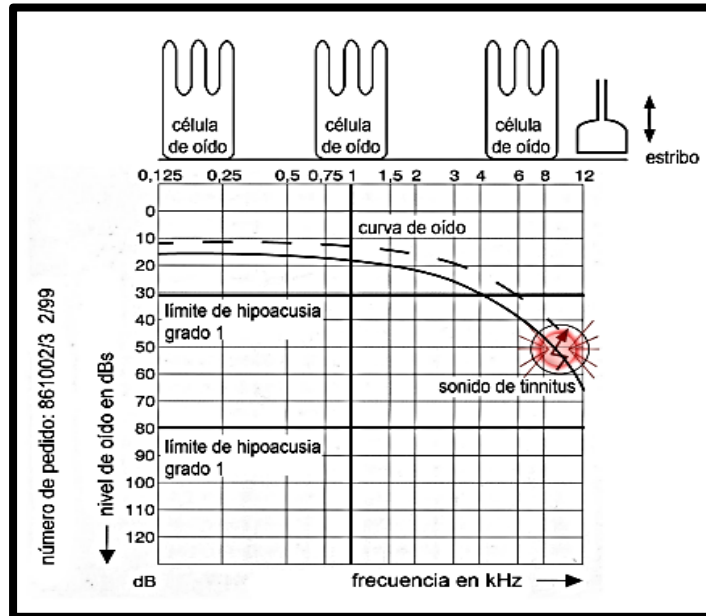 célula
de oído
célula
de oído
célula
de oído
estribo
0,125 0,25 0,5 0,75 1 1,5 2 3 4 6 8 12
0
10
curva de oído
20
30
límite de hipoacusia
grado 1
40
50
60
sonido de tinnitus
70
80
límite de hipoacusia
grado 1
90
100
110
120
dB
frecuencia en kHz
nivel de oído en dBs
número de pedido: 861002/3 2/99